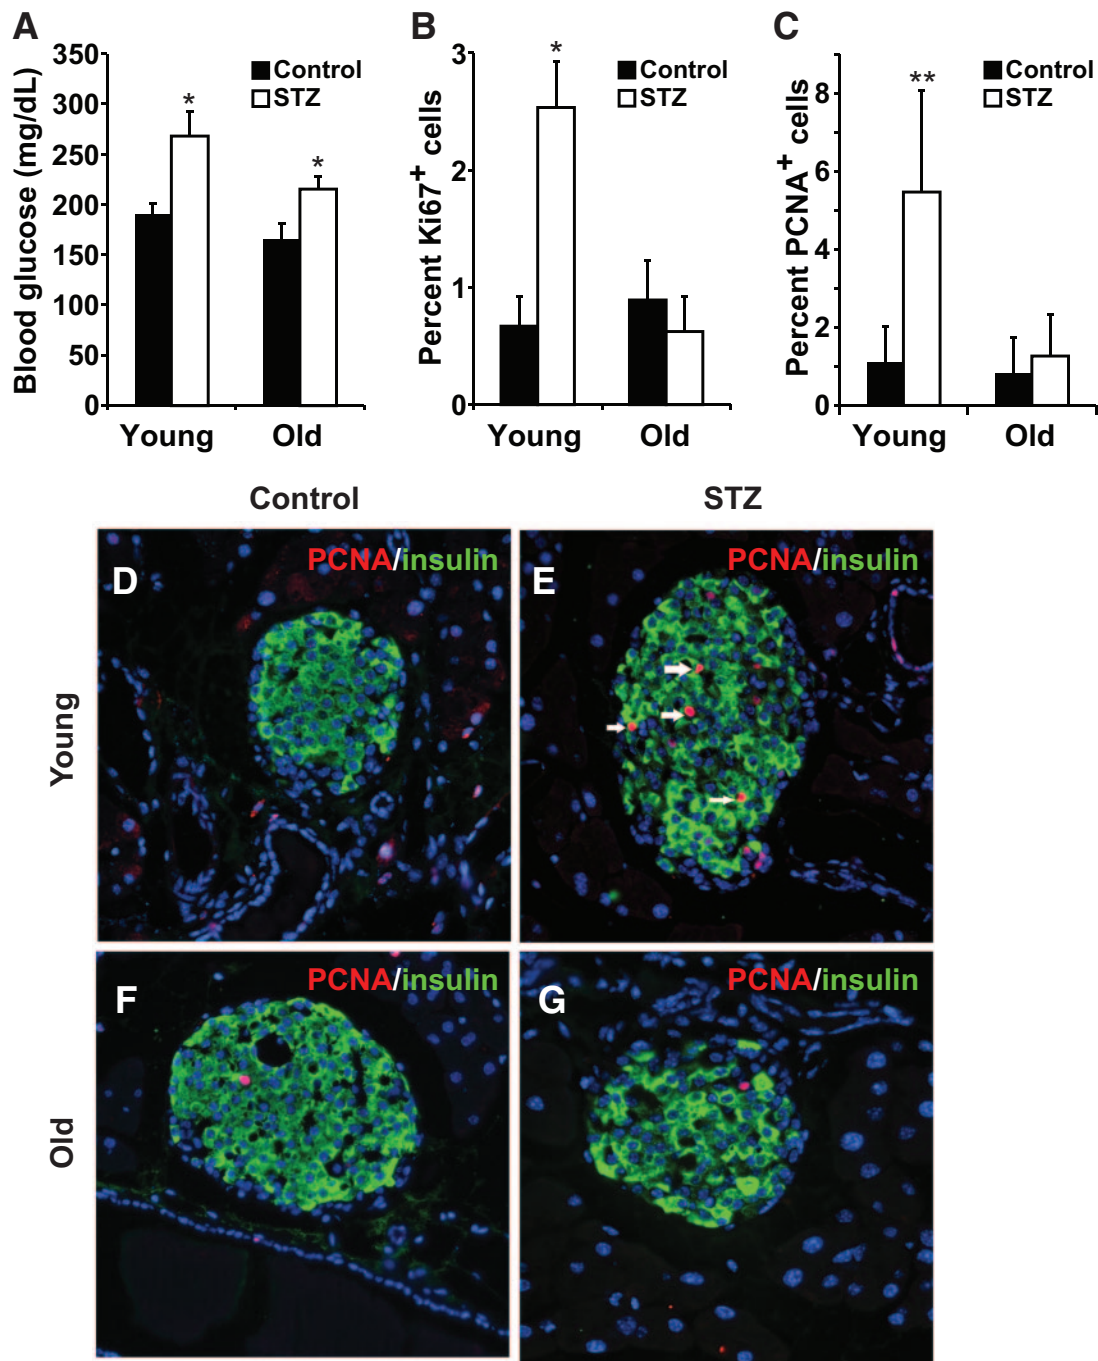 A
Blood glucose (mg/dL)
350
300
250
200
150
100
50
0
*
*
Control
STZ
Young
Old
B
Percent Ki67+ cells
3
2
1
0
*
Control
STZ
Young
Old
C
Percent PCNA+ cells
8
6
4
2
0
**
Control
STZ
Young
Old
Control
STZ
Young
D
PCNA/insulin
E
PCNA/insulin
Old
F
PCNA/insulin
G
PCNA/insulin